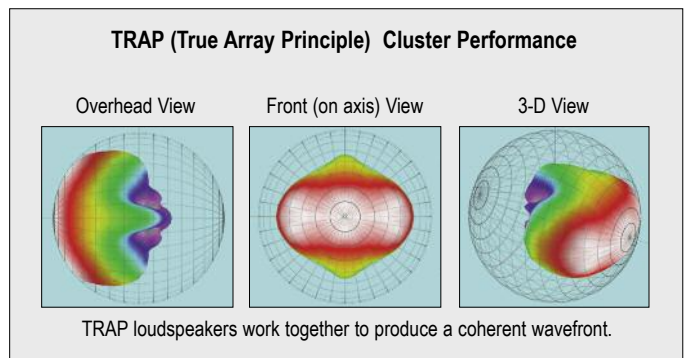 TRAP (True Array Principle) Cluster Performance
Overhead View
Front (on axis) View
3-D View
TRAP loudspeakers work together to produce a coherent wavefront.